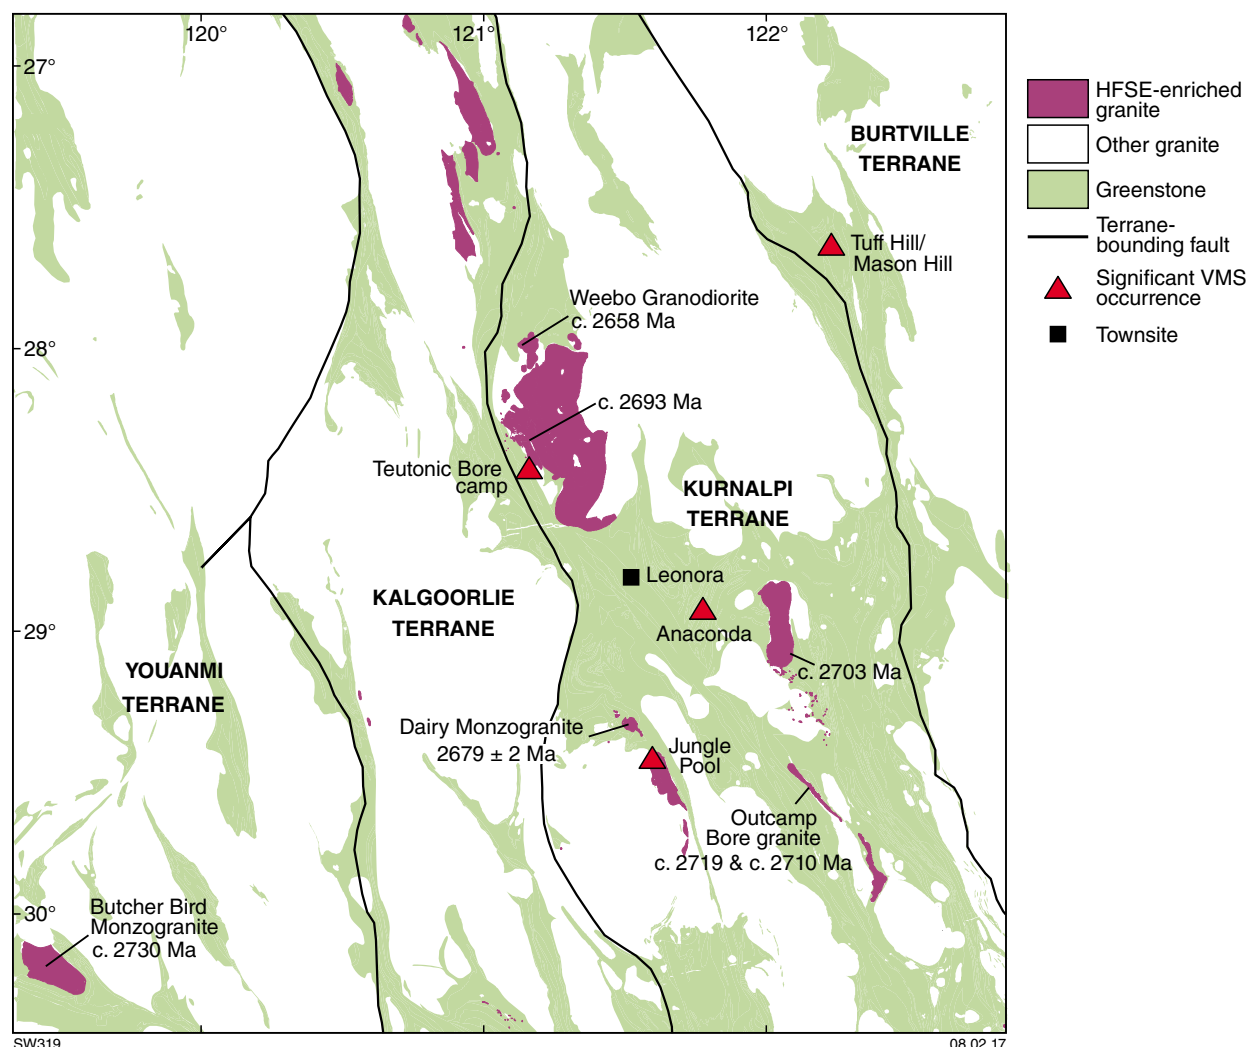 120°
121°
122°
27°
28°
29°
30°
BURTVILLE
TERRANE
Tuff Hill/
Mason Hill
Weebo Granodiorite
c. 2658 Ma
c. 2693 Ma
Teutonic Bore
camp
KURNALPI
TERRANE
Leonora
KALGOORLIE
TERRANE
Anaconda
YOUANMI
TERRANE
c. 2703 Ma
Dairy Monzogranite
2679 ± 2 Ma
Jungle
Pool
Outcamp
Bore granite
c. 2719 & c. 2710 Ma
Butcher Bird
Monzogranite
c. 2730 Ma
HFSE-enriched
granite
Other granite
Greenstone
Terrane-
bounding fault
Significant VMS
occurrence
Townsite
SW319
08.02.17